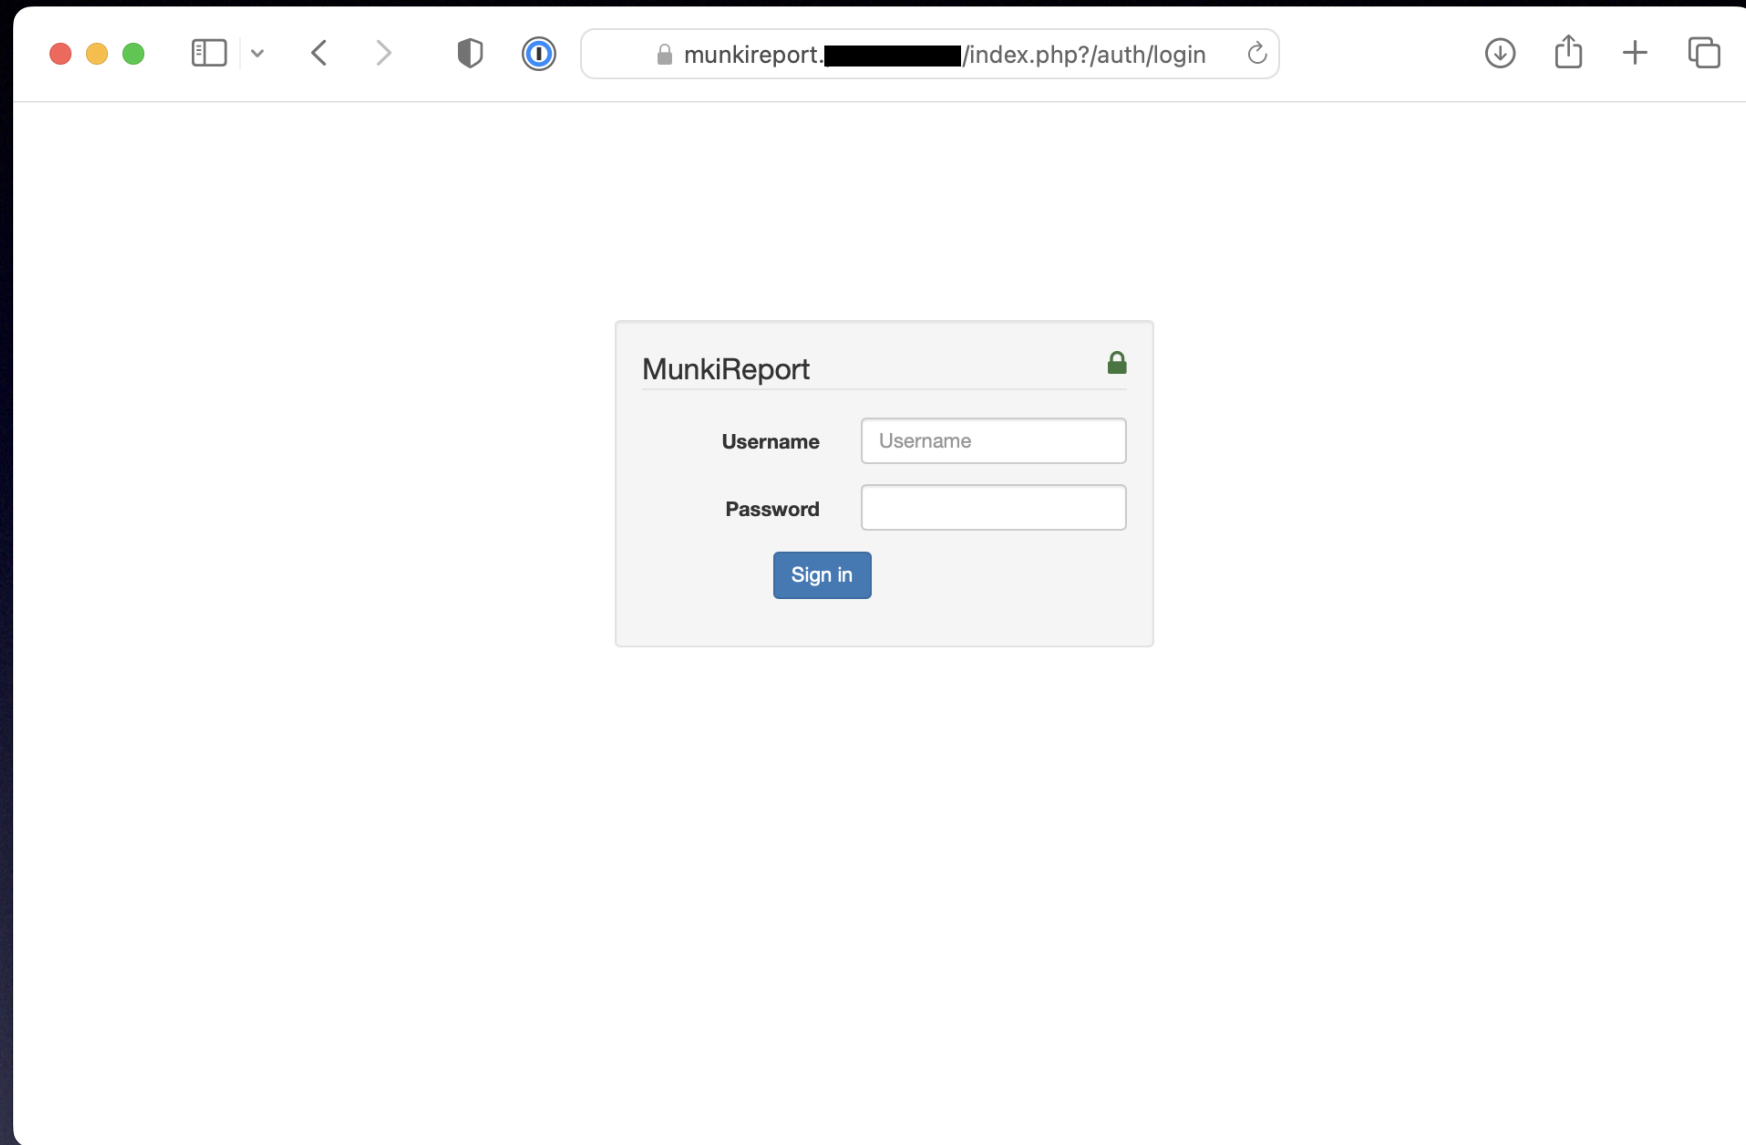 munkireport. /index.php?/auth/login
MunkiReport
Username
Username
Password
Sign in